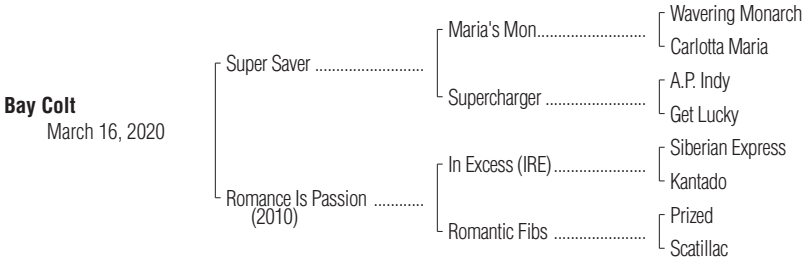 Bay Colt
March 16, 2020
Super Saver ..........................
Romance Is Passion ............
(2010)
Maria's Mon..........................
Supercharger ........................
In Excess (IRE)......................
Romantic Fibs ......................
Wavering Monarch
Carlotta Maria
A.P. Indy
Get Lucky
Siberian Express
Kantado
Prized
Scatillac